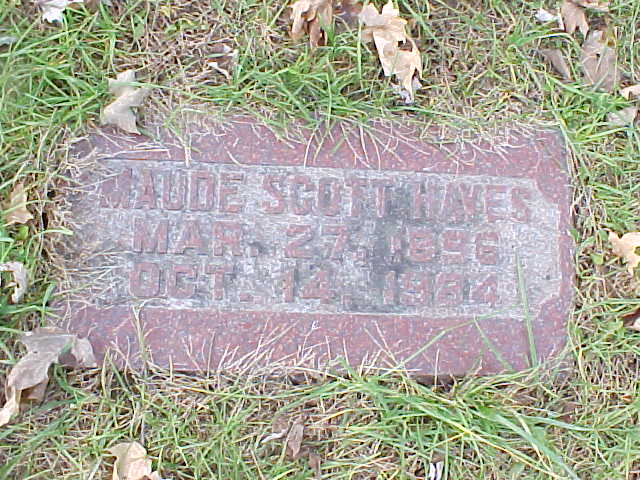 MAUDE SCOTT HAYES
MAR. 27, 1896
OCT. 14, 1984